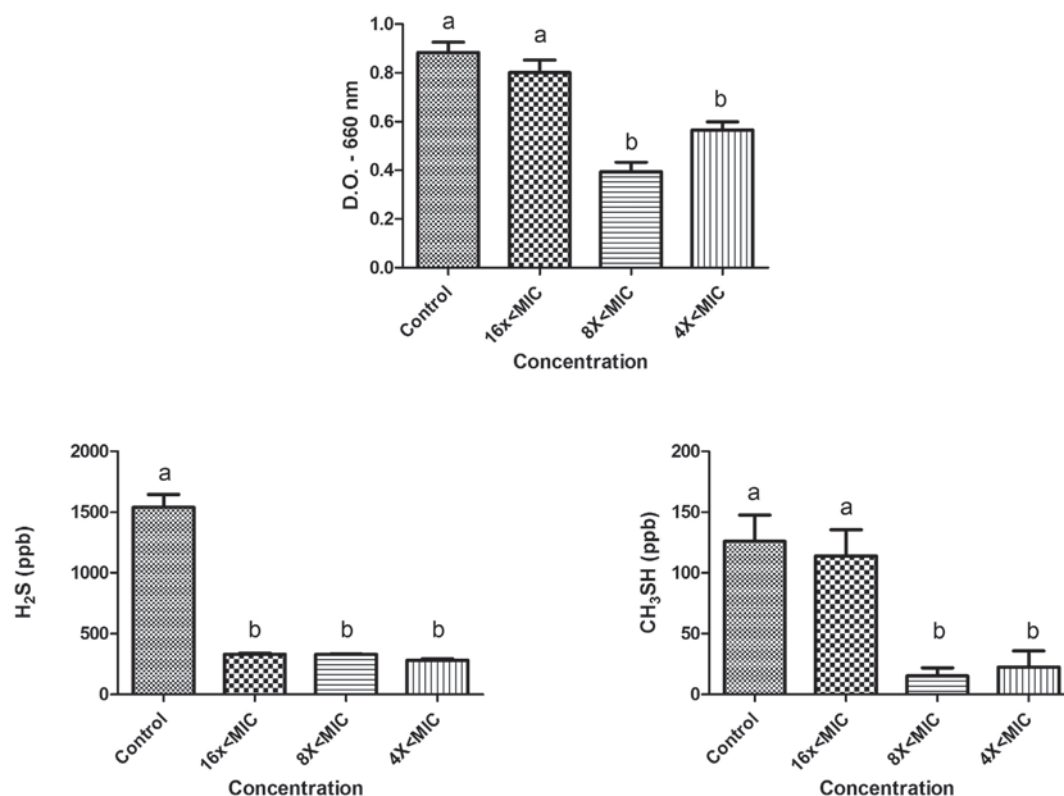 D.O. - 660 nm
1.0
0.8
0.6
0.4
0.2
0.0
a
a
b
b
Control
16x<MIC
8X<MIC
4X<MIC
Concentration
H₂S (ppb)
2000
1500
1000
500
0
a
b
b
b
Control
16x<MIC
8X<MIC
4X<MIC
Concentration
CH₃SH (ppb)
200
150
100
50
0
a
a
b
b
Control
16x<MIC
8X<MIC
4X<MIC
Concentration